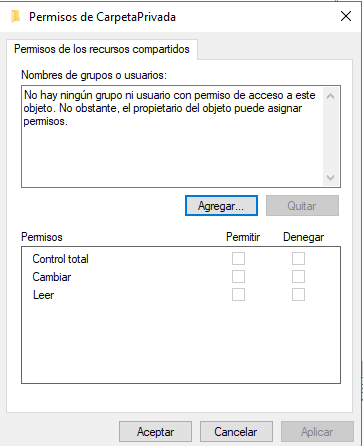 Permisos de CarpetaPrivada
Permisos de los recursos compartidos
Nombres de grupos o usuarios:
No hay ningún grupo ni usuario con permiso de acceso a este
objeto. No obstante, el propietario del objeto puede asignar
permisos.
Agregar... Quitar
Permisos Permitir Denegar
Control total
Cambiar
Leer
Aceptar Cancelar Aplicar